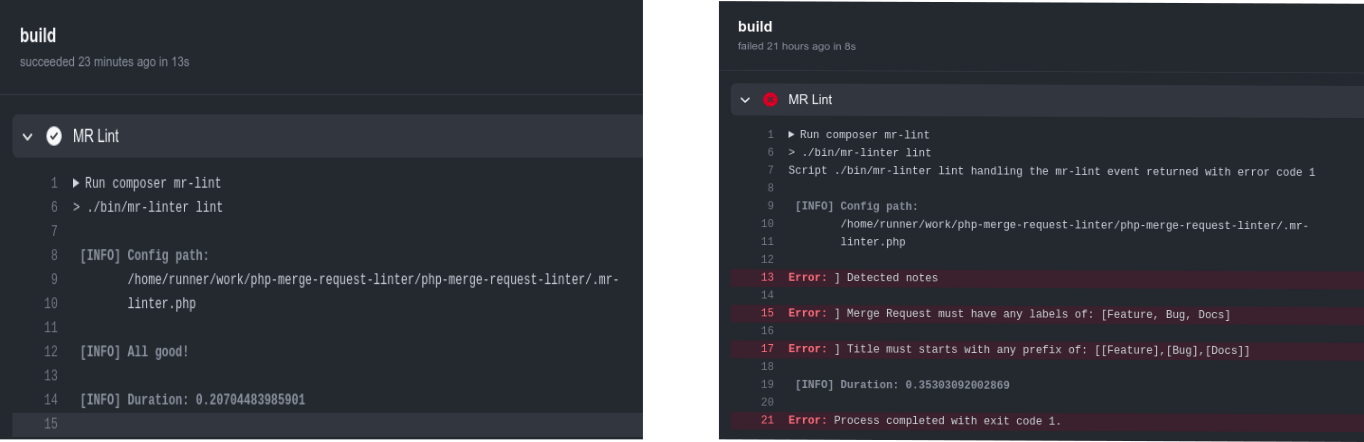 build
succeeded 23 minutes ago in 13s
MR Lint
1 Run composer mr-lint
6 > ./bin/mr-linter lint
7
8 [INFO] Config path:
9 /home/runner/work/php-merge-request-linter/php-merge-request-linter/.mr-
10 linter.php
11
12 [INFO] All good!
13
14 [INFO] Duration: 0.20704483985901
15
build
failed 21 hours ago in 8s
MR Lint
1 Run composer mr-lint
6 > ./bin/mr-linter lint
7 Script ./bin/mr-linter lint handling the mr-lint event returned with error code 1
8
9 [INFO] Config path:
10 /home/runner/work/php-merge-request-linter/php-merge-request-linter/.mr-
11 linter.php
12
13 Error: ] Detected notes
14
15 Error: ] Merge Request must have any labels of: [Feature, Bug, Docs]
16
17 Error: ] Title must starts with any prefix of: [[Feature],[Bug],[Docs]]
18
19 [INFO] Duration: 0.35303092002869
20
21 Error: Process completed with exit code 1.